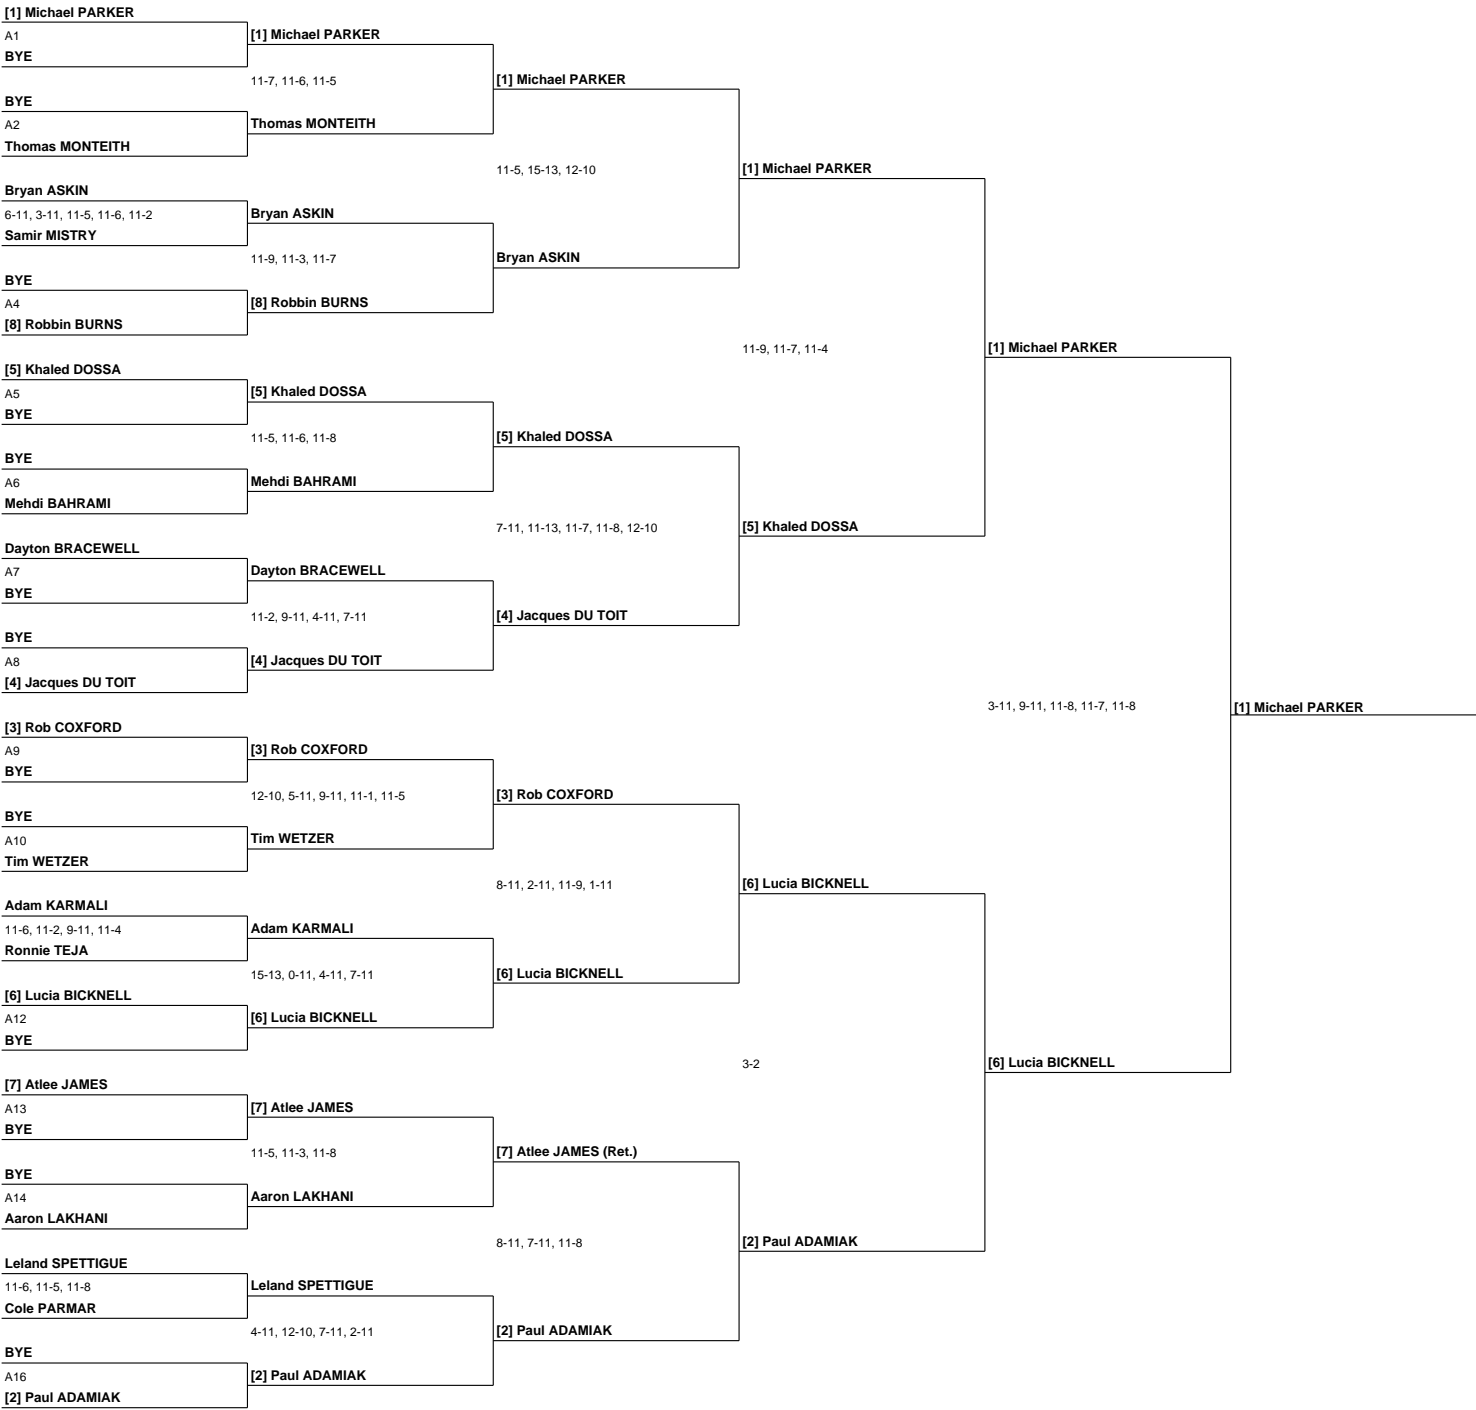 [1] Michael PARKER
A1
BYE
BYE
A2
Thomas MONTEITH
Bryan ASKIN
6-11, 3-11, 11-5, 11-6, 11-2
Samir MISTRY
BYE
A4
[8] Robbin BURNS
[5] Khaled DOSSA
A5
BYE
BYE
A6
Mehdi BAHRAMI
Dayton BRACEWELL
A7
BYE
BYE
A8
[4] Jacques DU TOIT
[3] Rob COXFORD
A9
BYE
BYE
A10
Tim WETZER
Adam KARMALI
11-6, 11-2, 9-11, 11-4
Ronnie TEJA
[6] Lucia BICKNELL
A12
BYE
[7] Atlee JAMES
A13
BYE
BYE
A14
Aaron LAKHANI
Leland SPETTIGUE
11-6, 11-5, 11-8
Cole PARMAR
BYE
A16
[2] Paul ADAMIAK
[1] Michael PARKER
11-7, 11-6, 11-5
Thomas MONTEITH
Bryan ASKIN
11-9, 11-3, 11-7
[8] Robbin BURNS
[5] Khaled DOSSA
11-5, 11-6, 11-8
Mehdi BAHRAMI
Dayton BRACEWELL
11-2, 9-11, 4-11, 7-11
[4] Jacques DU TOIT
[3] Rob COXFORD
12-10, 5-11, 9-11, 11-1, 11-5
Tim WETZER
Adam KARMALI
15-13, 0-11, 4-11, 7-11
[6] Lucia BICKNELL
[7] Atlee JAMES
11-5, 11-3, 11-8
Aaron LAKHANI
Leland SPETTIGUE
4-11, 12-10, 7-11, 2-11
[2] Paul ADAMIAK
[1] Michael PARKER
11-5, 15-13, 12-10
Bryan ASKIN
[5] Khaled DOSSA
7-11, 11-13, 11-7, 11-8, 12-10
[4] Jacques DU TOIT
[3] Rob COXFORD
8-11, 2-11, 11-9, 1-11
[6] Lucia BICKNELL
[7] Atlee JAMES (Ret.)
8-11, 7-11, 11-8
[2] Paul ADAMIAK
[1] Michael PARKER
11-9, 11-7, 11-4
[5] Khaled DOSSA
[6] Lucia BICKNELL
3-2
[2] Paul ADAMIAK
[1] Michael PARKER
3-11, 9-11, 11-8, 11-7, 11-8
[6] Lucia BICKNELL
[1] Michael PARKER